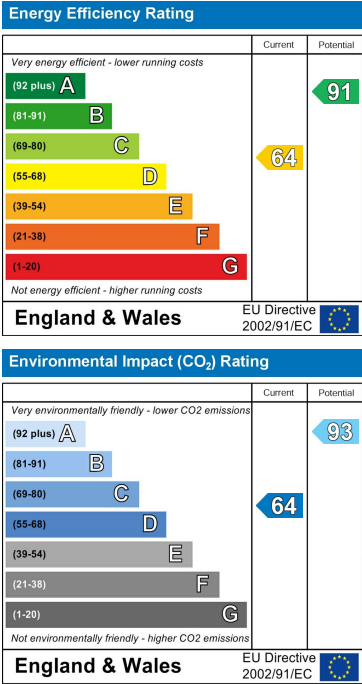 Energy Efficiency Rating
Current Potential
Very energy efficient - lower running costs
(92 plus) A
91
(81-91) B
(69-80) C
64
(55-68) D
(39-54) E
(21-38) F
(1-20) G
Not energy efficient - higher running costs
England & Wales
EU Directive
2002/91/EC
Environmental Impact (CO₂) Rating
Current Potential
Very environmentally friendly - lower CO2 emissions
(92 plus) A
93
(81-91) B
(69-80) C
64
(55-68) D
(39-54) E
(21-38) F
(1-20) G
Not environmentally friendly - higher CO2 emissions
England & Wales
EU Directive
2002/91/EC